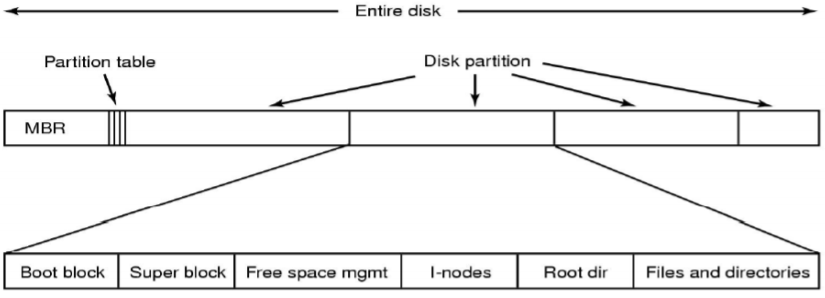 Entire disk
Partition table
Disk partition
MBR
Boot block
Super block
Free space mgmt
I-nodes
Root dir
Files and directories